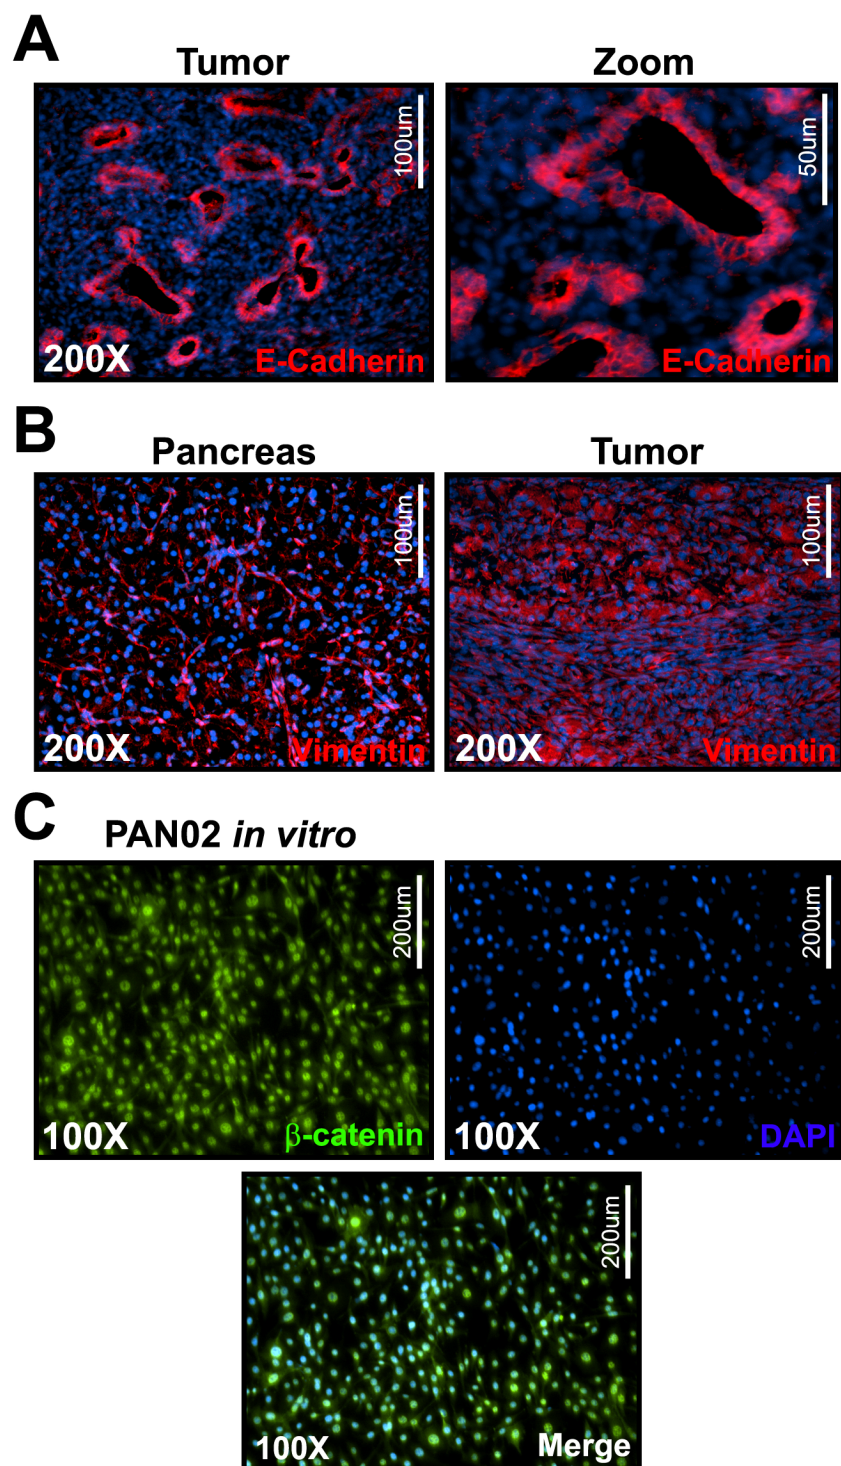 A
Tumor
Zoom
100um
50um
200X
E-Cadherin
E-Cadherin
B
Pancreas
Tumor
100um
100um
200X
Vimentin
200X
Vimentin
C
PAN02 in vitro
200um
200um
100X
β-catenin
100X
DAPI
200um
100X
Merge